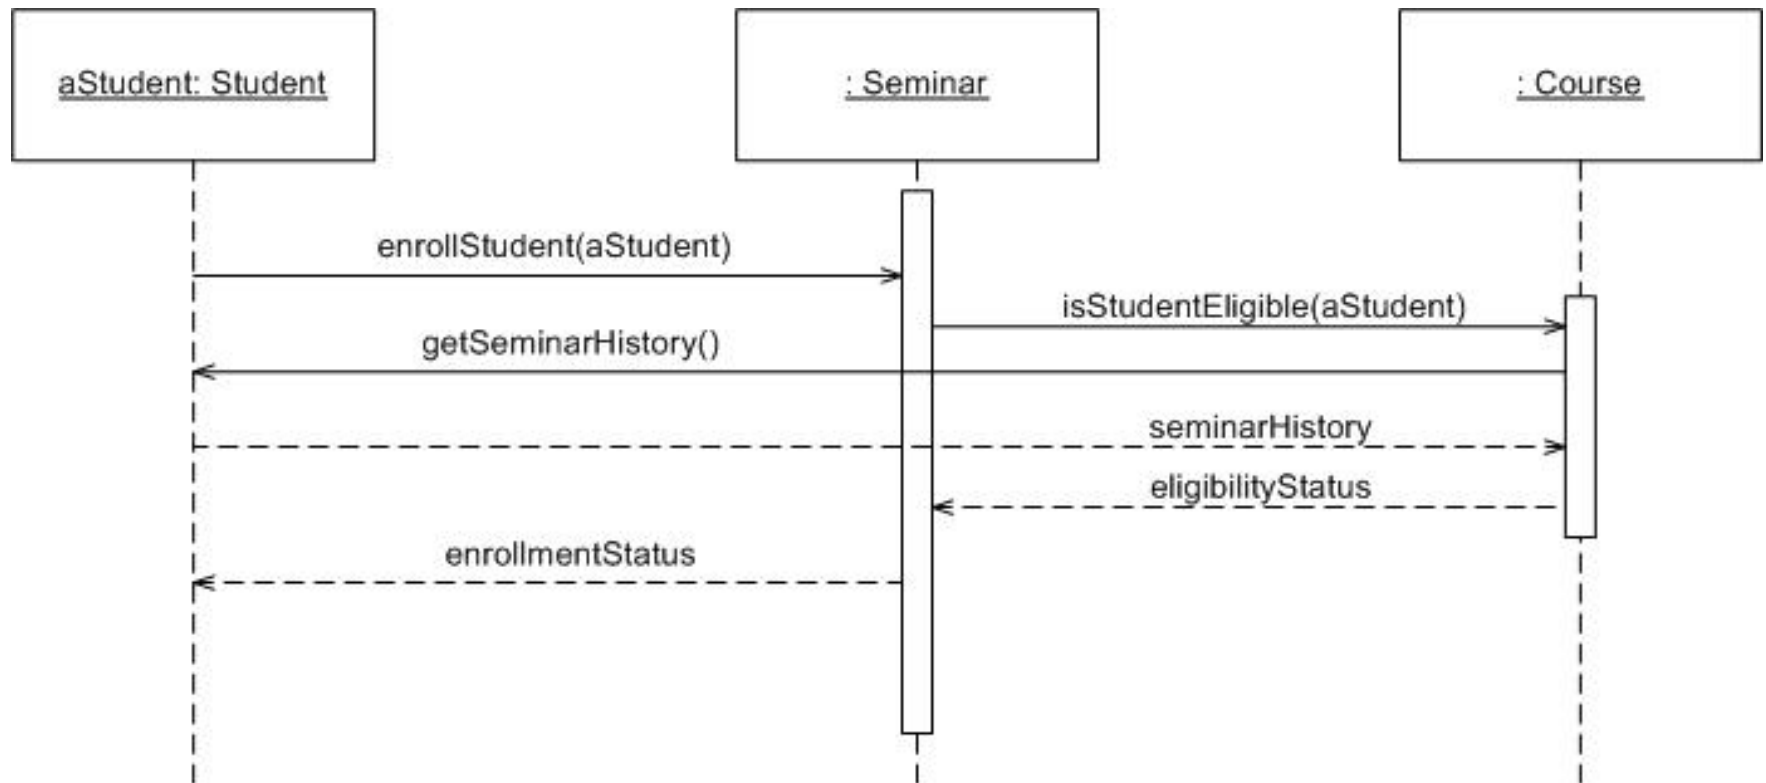 aStudent: Student
: Seminar
: Course
enrollStudent(aStudent)
isStudentEligible(aStudent)
getSeminarHistory()
seminarHistory
eligibilityStatus
enrollmentStatus